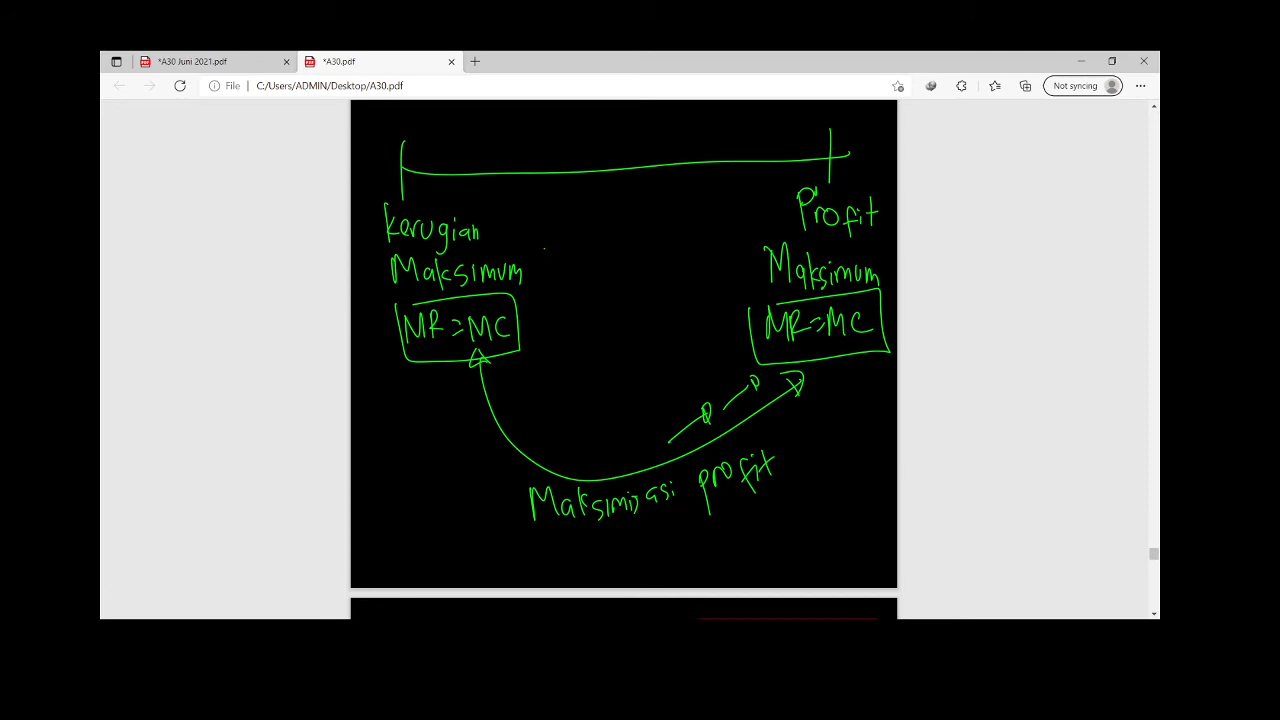 *A30 Juni 2021.pdf
*A30.pdf
File
C:/Users/ADMIN/Desktop/A30.pdf
Not syncing
Kerugian
Maksimum
MR=MC
Profit
Maksimum
MR=MC
Maksimisasi profit